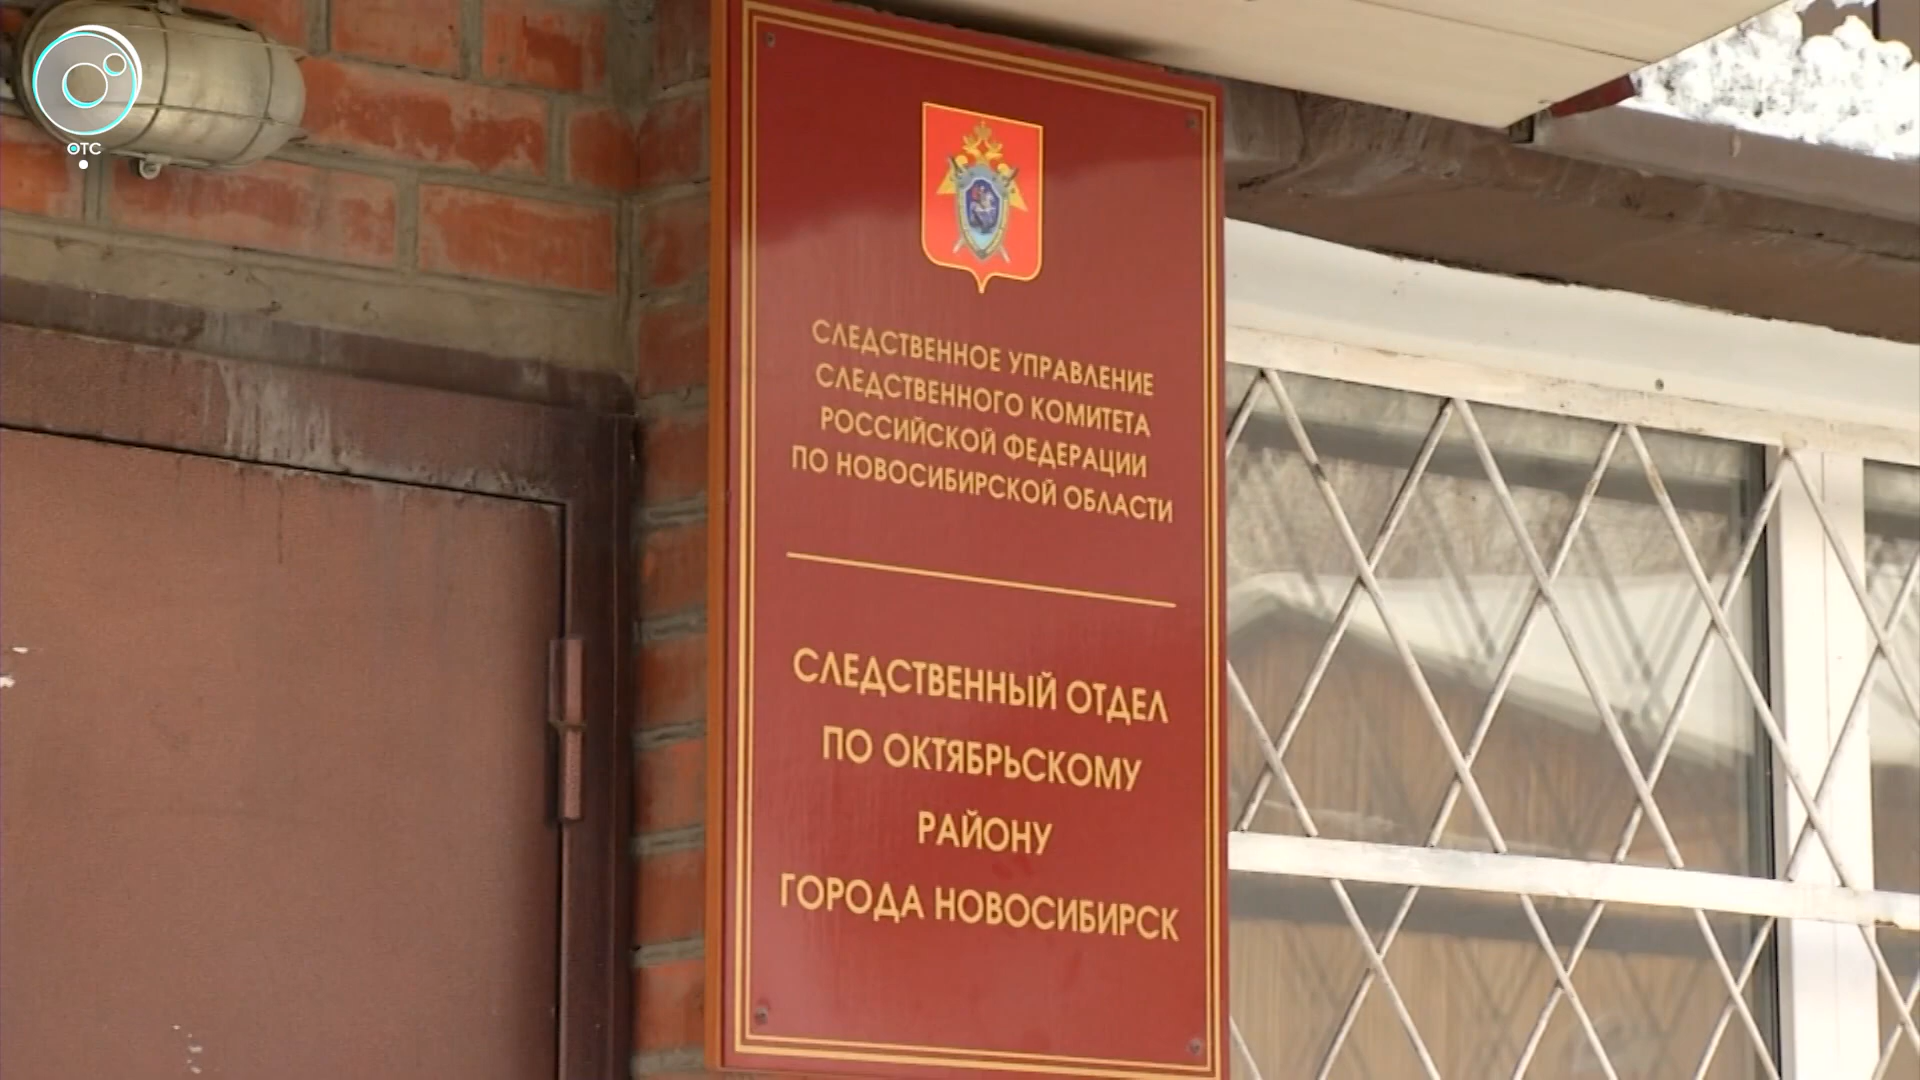 ОТС
СЛЕДСТВЕННОЕ УПРАВЛЕНИЕ
СЛЕДСТВЕННОГО КОМИТЕТА
РОССИЙСКОЙ ФЕДЕРАЦИИ
ПО НОВОСИБИРСКОЙ ОБЛАСТИ
СЛЕДСТВЕННЫЙ ОТДЕЛ
ПО ОКТЯБРЬСКОМУ
РАЙОНУ
ГОРОДА НОВОСИБИРСК